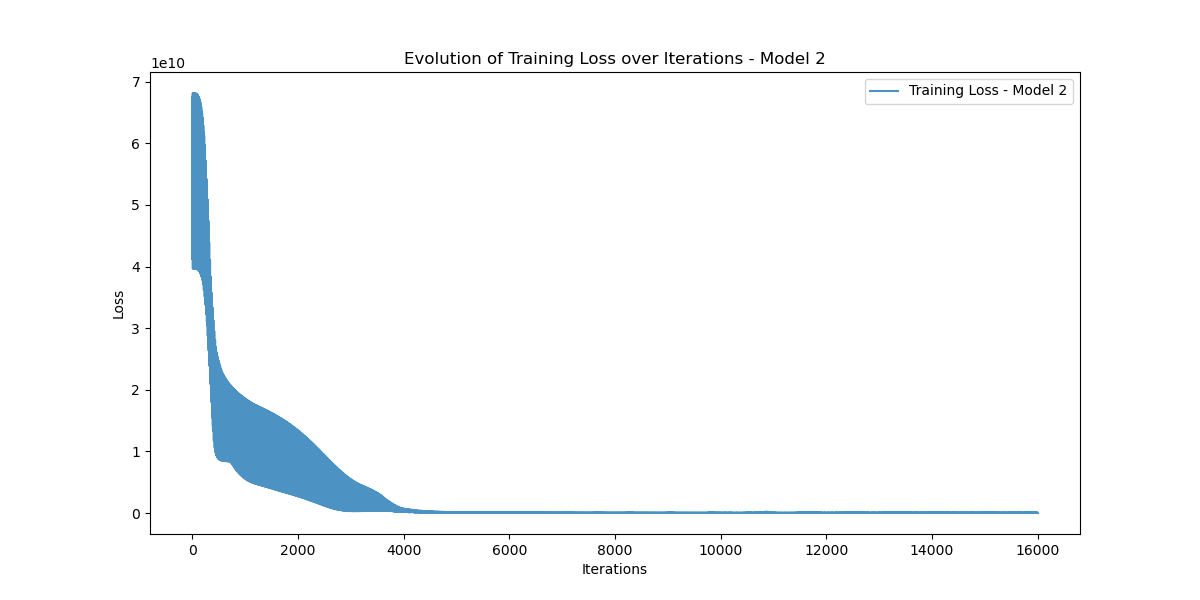 Evolution of Training Loss over Iterations - Model 2
1e10
Training Loss - Model 2
7
6
5
4
3
2
1
0
Loss
0 2000 4000 6000 8000 10000 12000 14000 16000
Iterations